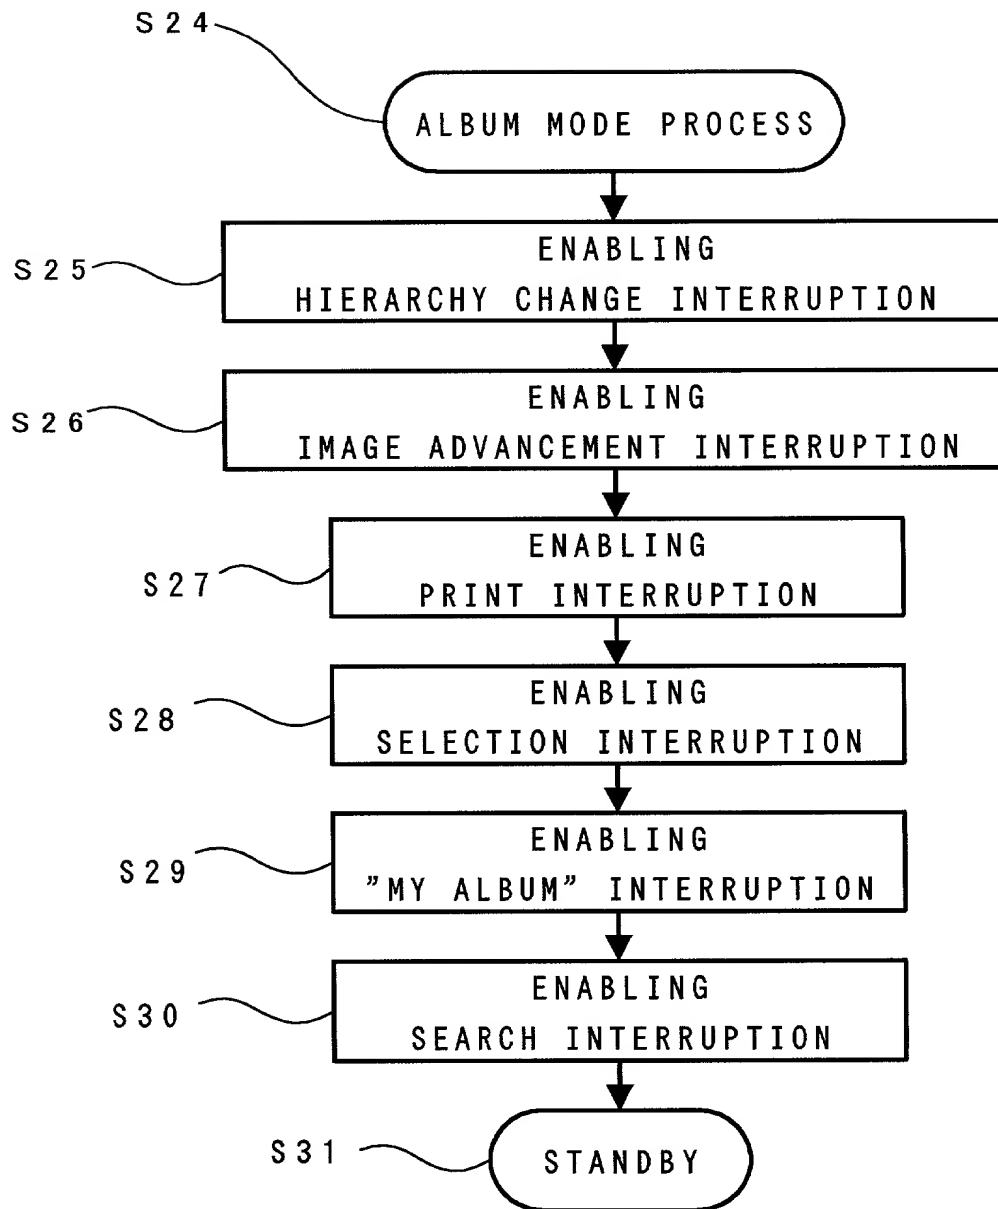 S24
ALBUM MODE PROCESS
S25
ENABLING
HIERARCHY CHANGE INTERRUPTION
S26
ENABLING
IMAGE ADVANCEMENT INTERRUPTION
S27
ENABLING
PRINT INTERRUPTION
S28
ENABLING
SELECTION INTERRUPTION
S29
ENABLING
”MY ALBUM” INTERRUPTION
S30
ENABLING
SEARCH INTERRUPTION
S31
STANDBY